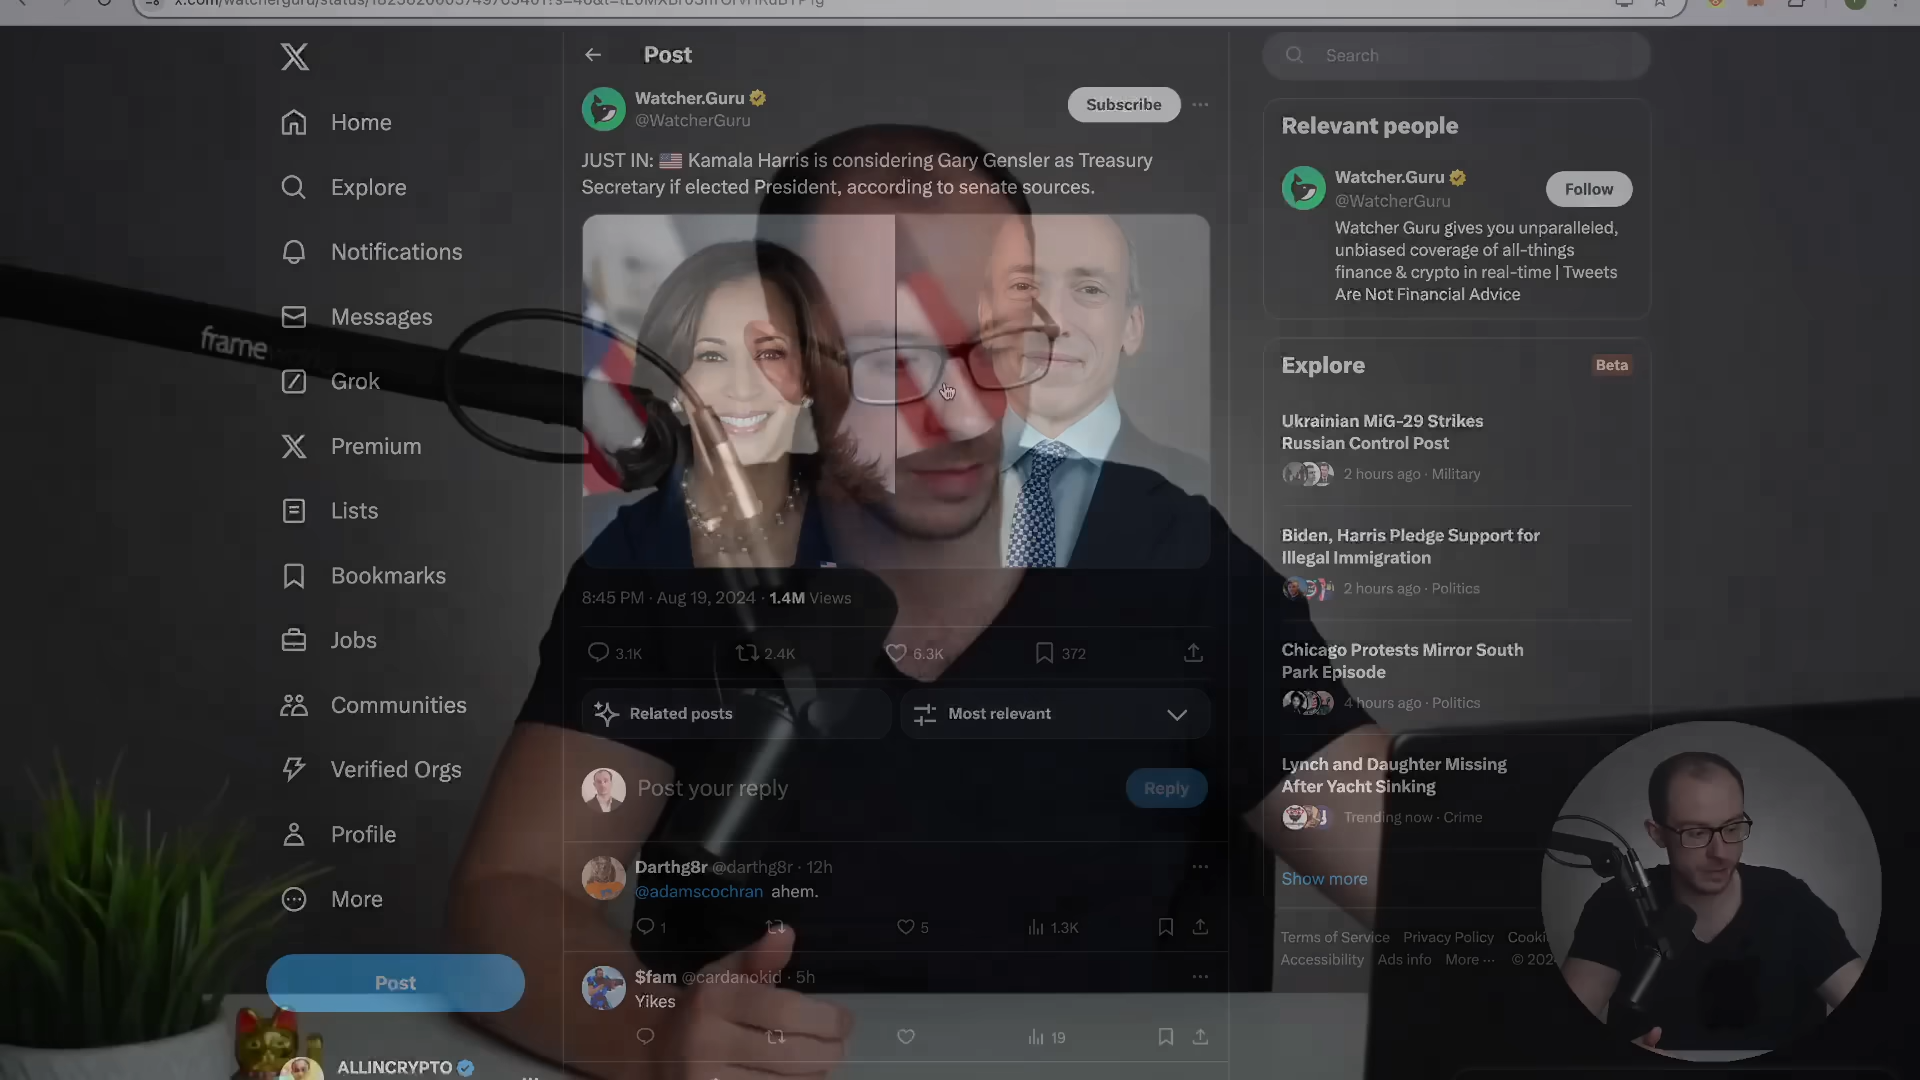 Post
Search
Home
Explore
Notifications
Messages
Grok
Premium
Lists
Bookmarks
Jobs
Communities
Verified Orgs
Profile
More
Post
ALLINCRYPTO
frame
Watcher.Guru
@WatcherGuru
Subscribe
JUST IN: 🇺🇸 Kamala Harris is considering Gary Gensler as Treasury
Secretary if elected President, according to senate sources.
8:45 PM · Aug 19, 2024 · 1.4M Views
3.1K 2.4K 6.3K 372
Related posts
Most relevant
Post your reply
Reply
Darthg8r @darthg8r · 12h
@adamscochran ahem.
1 5 1.3K
$fam @cardanokid · 5h
Yikes
19
Relevant people
Watcher.Guru
@WatcherGuru
Follow
Watcher Guru gives you unparalleled,
unbiased coverage of all-things
finance & crypto in real-time | Tweets
Are Not Financial Advice
Explore
Beta
Ukrainian MiG-29 Strikes
Russian Control Post
2 hours ago · Military
Biden, Harris Pledge Support for
Illegal Immigration
2 hours ago · Politics
Chicago Protests Mirror South
Park Episode
4 hours ago · Politics
Lynch and Daughter Missing
After Yacht Sinking
Trending now · Crime
Show more
Terms of Service Privacy Policy
Accessibility Ads info More ··· ©